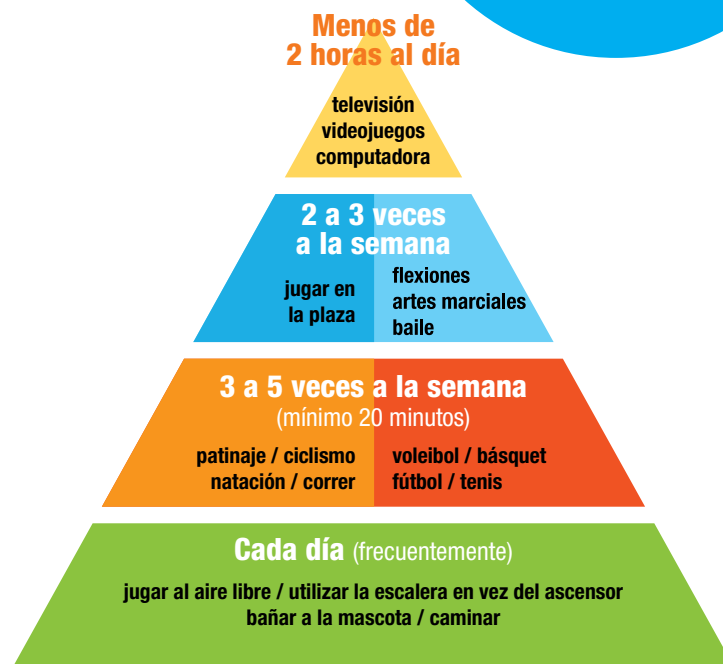 Menos de
2 horas al día
televisión
videojuegos
computadora
2 a 3 veces
a la semana
jugar en
la plaza
flexiones
artes marciales
baile
3 a 5 veces a la semana
(mínimo 20 minutos)
patinaje / ciclismo
natación / correr
voleibol / básquet
fútbol / tenis
Cada día (frecuentemente)
jugar al aire libre / utilizar la escalera en vez del ascensor
bañar a la mascota / caminar